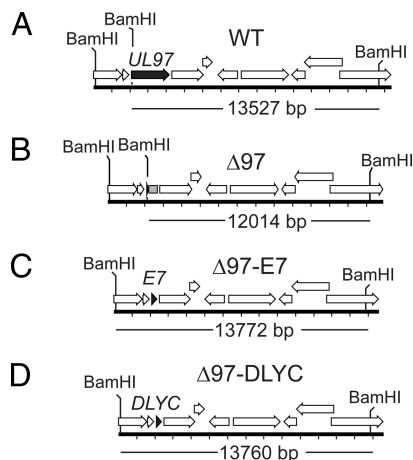 A
WT
BamHI
BamHI
BamHI
UL97
13527 bp
B
Δ97
BamHI BamHI
BamHI
12014 bp
C
Δ97-E7
BamHI
E7
BamHI
13772 bp
D
Δ97-DLYC
BamHI
DLYC
BamHI
13760 bp